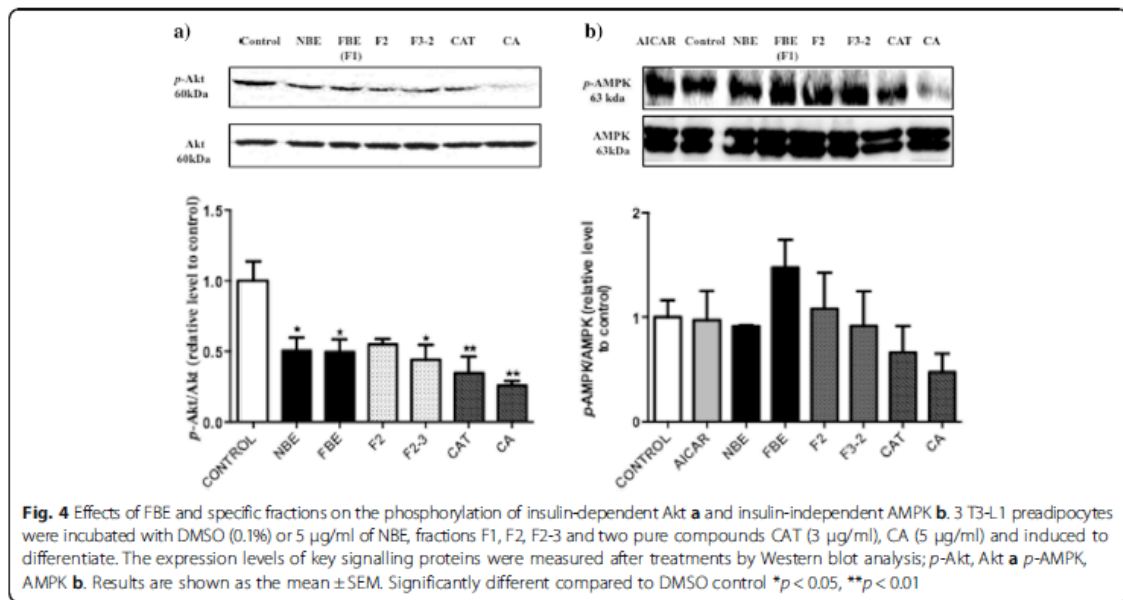 a)
Control NBE FBE F2 F3-2 CAT CA
(F1)
p-Akt
60kDa
Akt
60kDa
p-Akt/Akt (relative level to control)
1.5
1.0
0.5
0.0
* * * ** **
CONTROL NBE FBE F2 F2-3 CAT CA
b)
AICAR Control NBE FBE F2 F3-2 CAT CA
(F1)
p-AMPK
63 kda
AMPK
63kDa
p-AMPK/AMPK (relative level
to control)
2
1
0
CONTROL AICAR NBE FBE F2 F3-2 CAT CA
Fig. 4 Effects of FBE and specific fractions on the phosphorylation of insulin-dependent Akt a and insulin-independent AMPK b. 3 T3-L1 preadipocytes
were incubated with DMSO (0.1%) or 5 μg/ml of NBE, fractions F1, F2, F2-3 and two pure compounds CAT (3 μg/ml), CA (5 μg/ml) and induced to
differentiate. The expression levels of key signalling proteins were measured after treatments by Western blot analysis; p-Akt, Akt a p-AMPK,
AMPK b. Results are shown as the mean ± SEM. Significantly different compared to DMSO control *p < 0.05, **p < 0.01